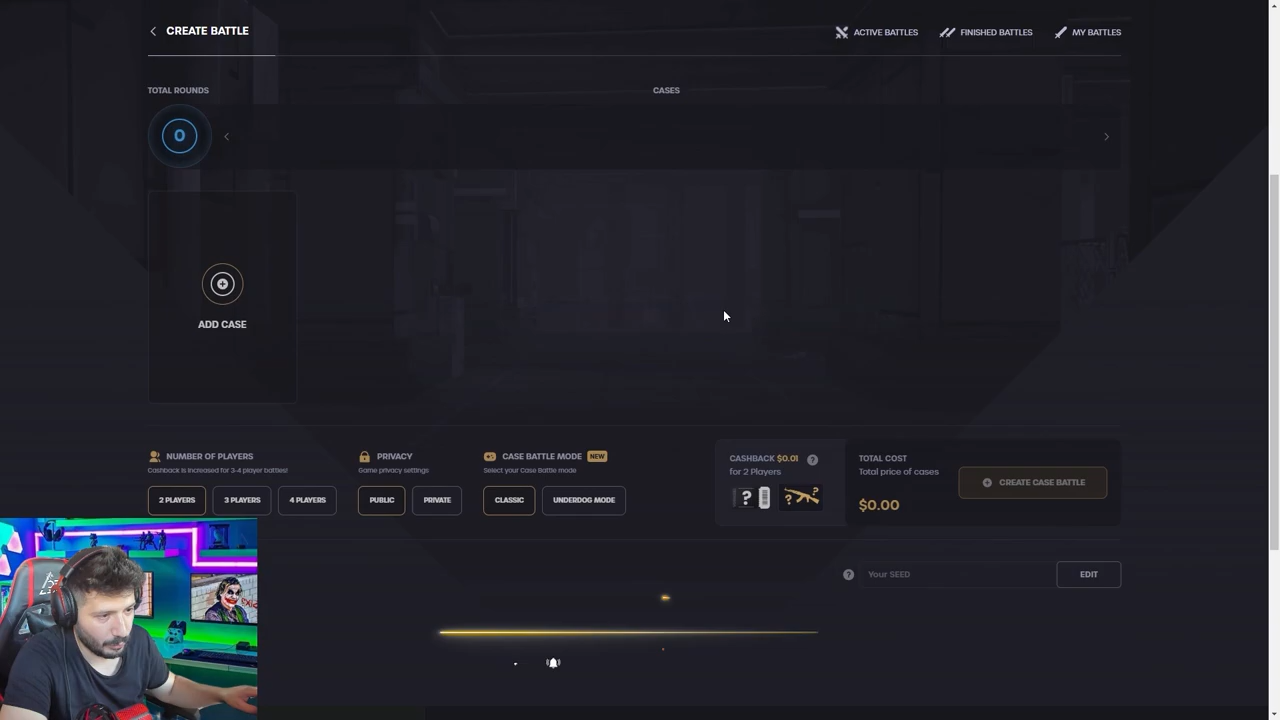 CREATE BATTLE
ACTIVE BATTLES
FINISHED BATTLES
MY BATTLES
TOTAL ROUNDS
CASES
0
ADD CASE
NUMBER OF PLAYERS
Cashback is increased for 3-4 player battles!
2 PLAYERS
3 PLAYERS
4 PLAYERS
PRIVACY
Game privacy settings
PUBLIC
PRIVATE
CASE BATTLE MODE NEW
Select your Case Battle mode
CLASSIC
UNDERDOG MODE
CASHBACK $0.01 ?
for 2 Players
? ? ?
TOTAL COST
Total price of cases
$0.00
CREATE CASE BATTLE
? Your SEED
EDIT